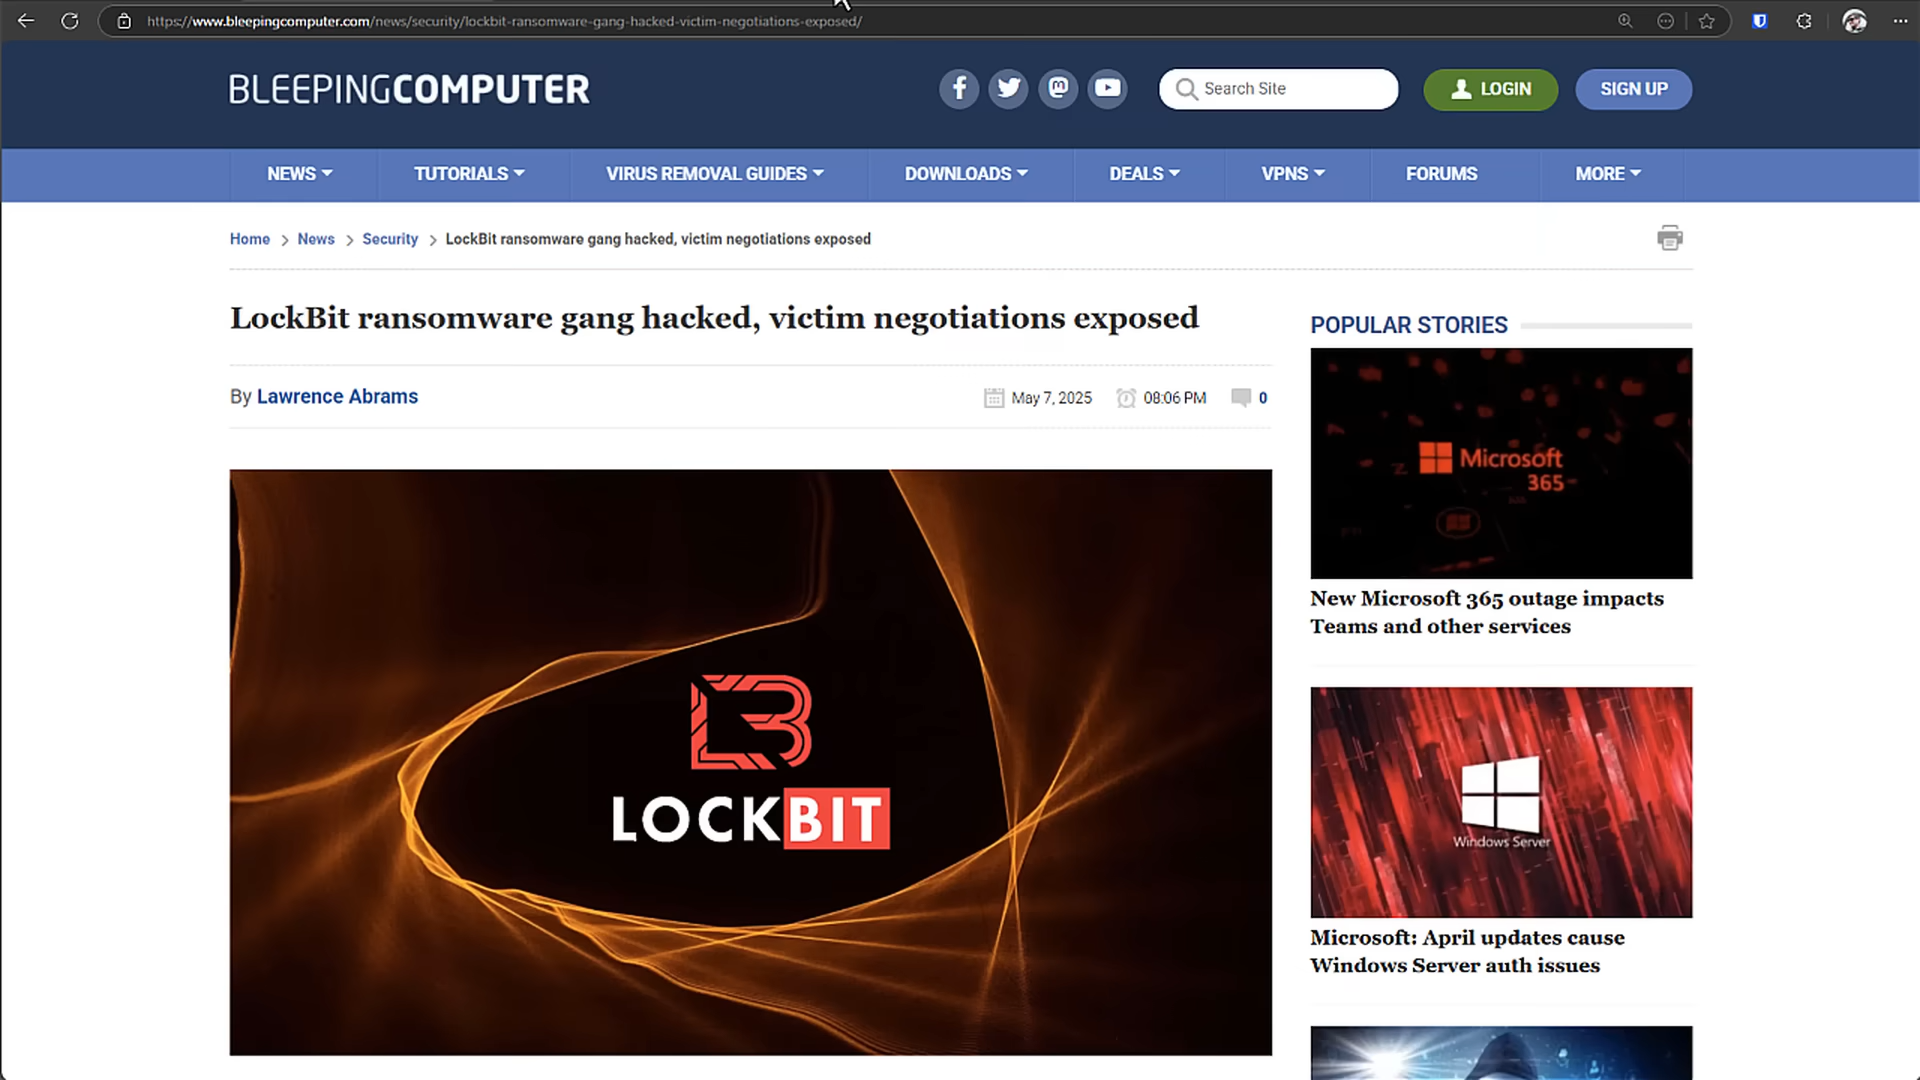 https://www.bleepingcomputer.com/news/security/lockbit-ransomware-gang-hacked-victim-negotiations-exposed/
BLEEPINGCOMPUTER
Search Site
LOGIN
SIGN UP
NEWS
TUTORIALS
VIRUS REMOVAL GUIDES
DOWNLOADS
DEALS
VPNS
FORUMS
MORE
Home
News
Security
LockBit ransomware gang hacked, victim negotiations exposed
LockBit ransomware gang hacked, victim negotiations exposed
By Lawrence Abrams
May 7, 2025
08:06 PM
0
LOCKBIT
POPULAR STORIES
Microsoft
365
New Microsoft 365 outage impacts
Teams and other services
Windows Server
Microsoft: April updates cause
Windows Server auth issues